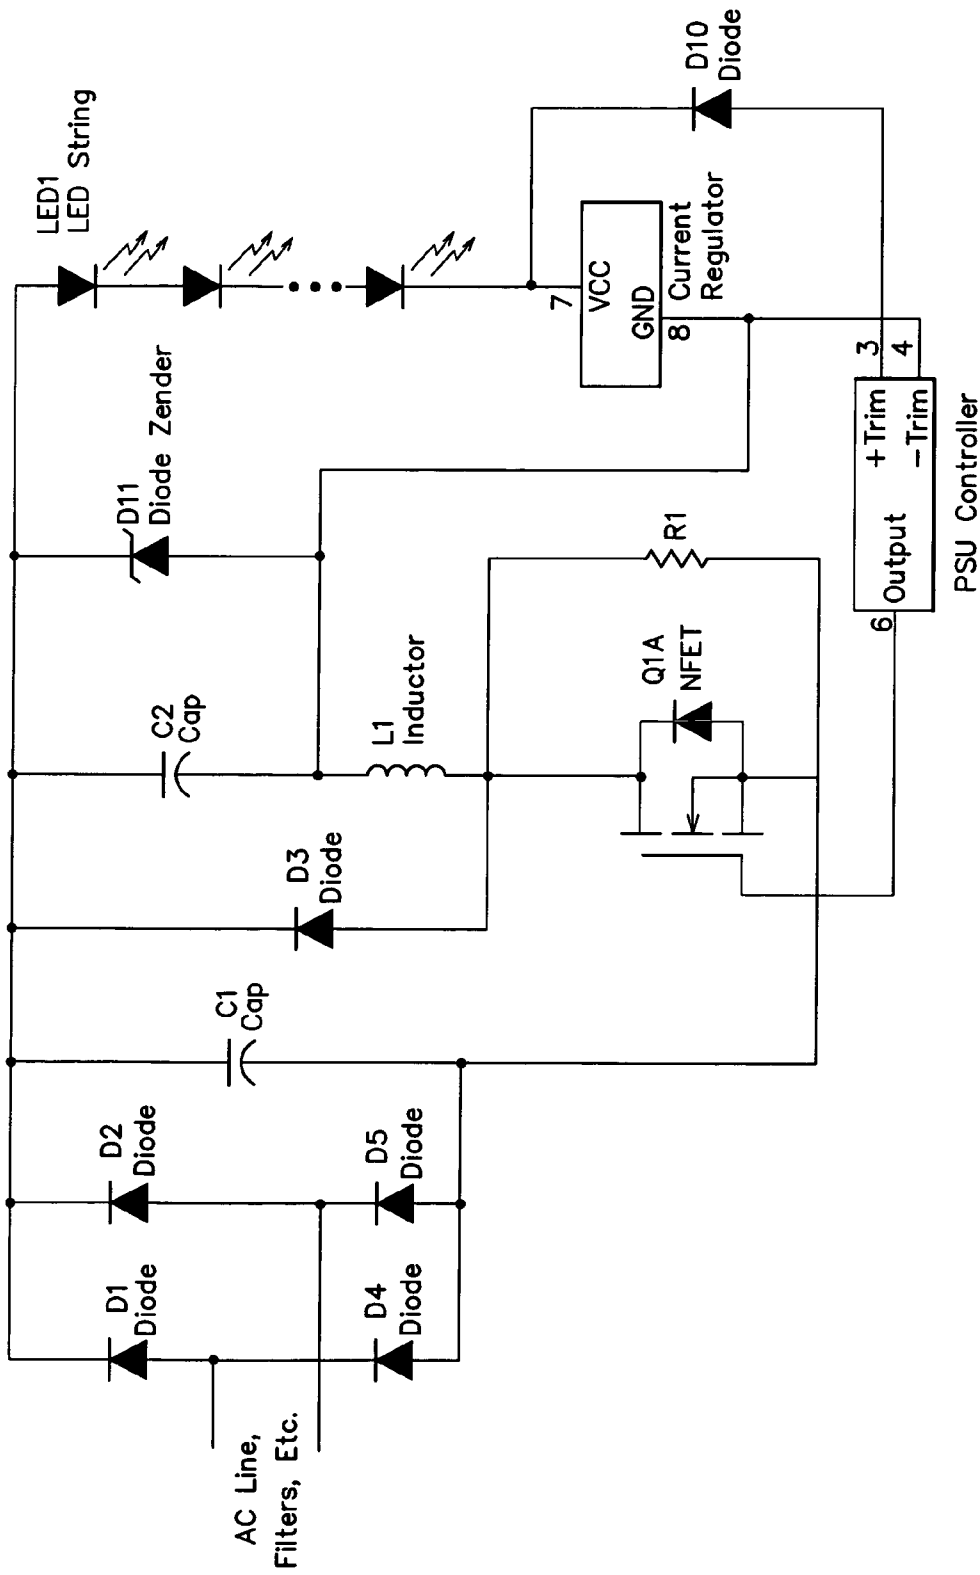 AC Line,
Filters, Etc.
D1
Diode
D4
Diode
D2
Diode
D5
Diode
C1
Cap
D3
Diode
C2
Cap
L1
Inductor
Q1A
NFET
D11
Diode Zender
R1
LED1
LED String
7
VCC
GND
8
Current
Regulator
D10
Diode
3
+Trim
4
-Trim
6
Output
PSU Controller